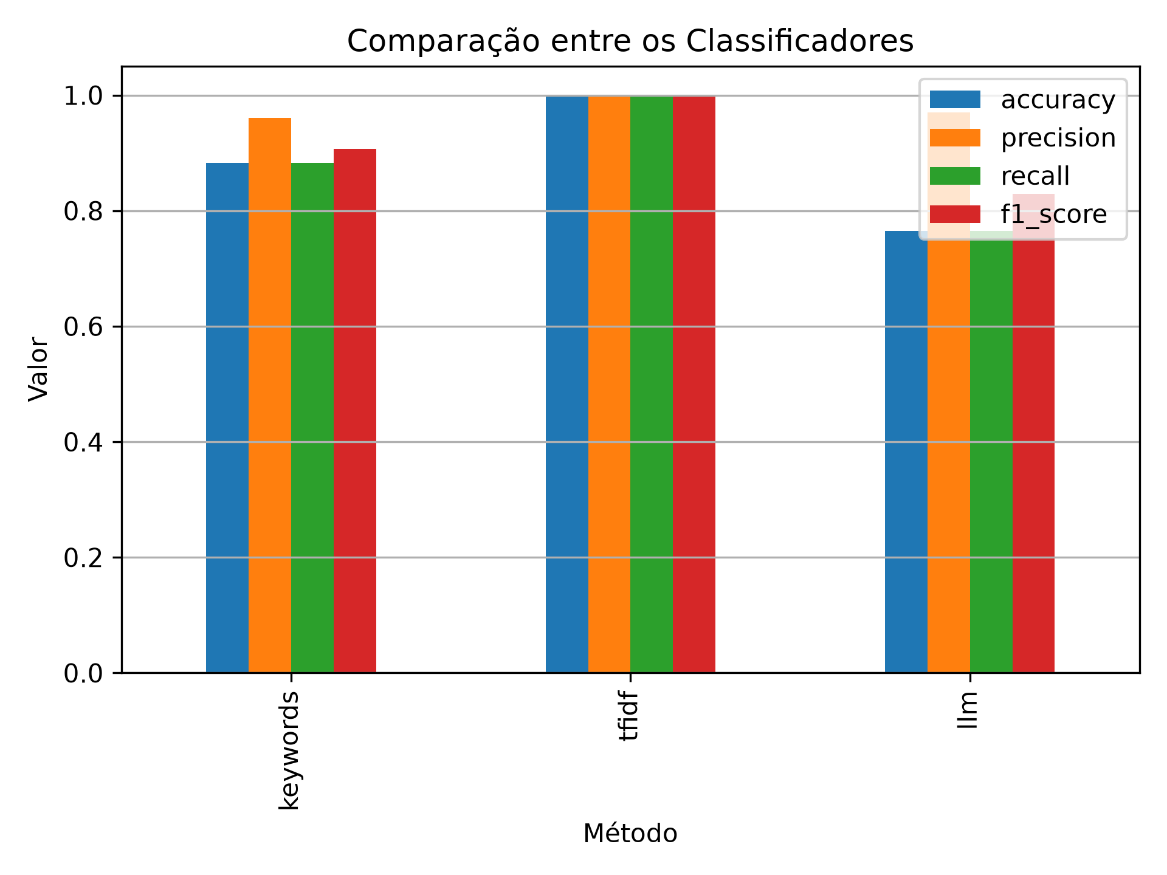 Comparação entre os Classificadores
accuracy
precision
recall
f1_score
Valor
1.0
0.8
0.6
0.4
0.2
0.0
keywords
tfidf
llm
Método